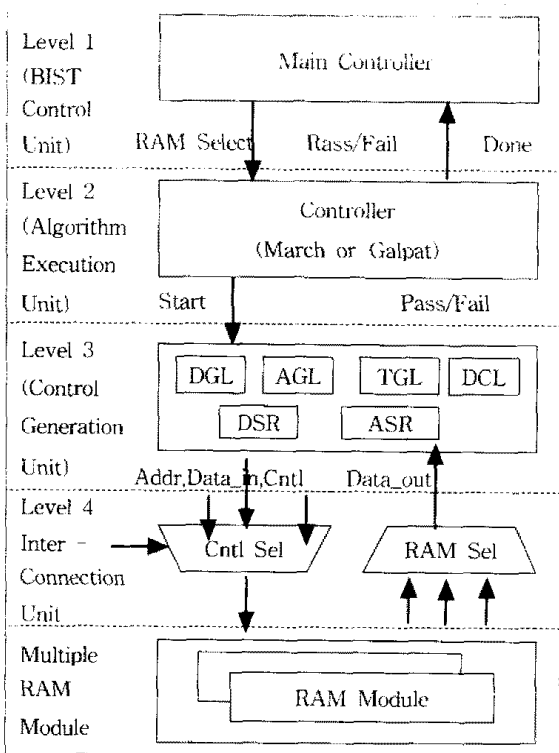 Level 1
(BIST
Control
Unit)
Main Controller
RAM Select
Rass/Fail
Done
Level 2
(Algorithm
Execution
Unit)
Controller
(March or Galpat)
Start
Pass/Fail
Level 3
(Control
Generation
Unit)
DGL
AGL
TGL
DCL
DSR
ASR
Addr,Data_in,Cntl
Data_out
Level 4
Inter -
Connection
Unit
Cntl Sel
RAM Sel
Multiple
RAM
Module
RAM Module